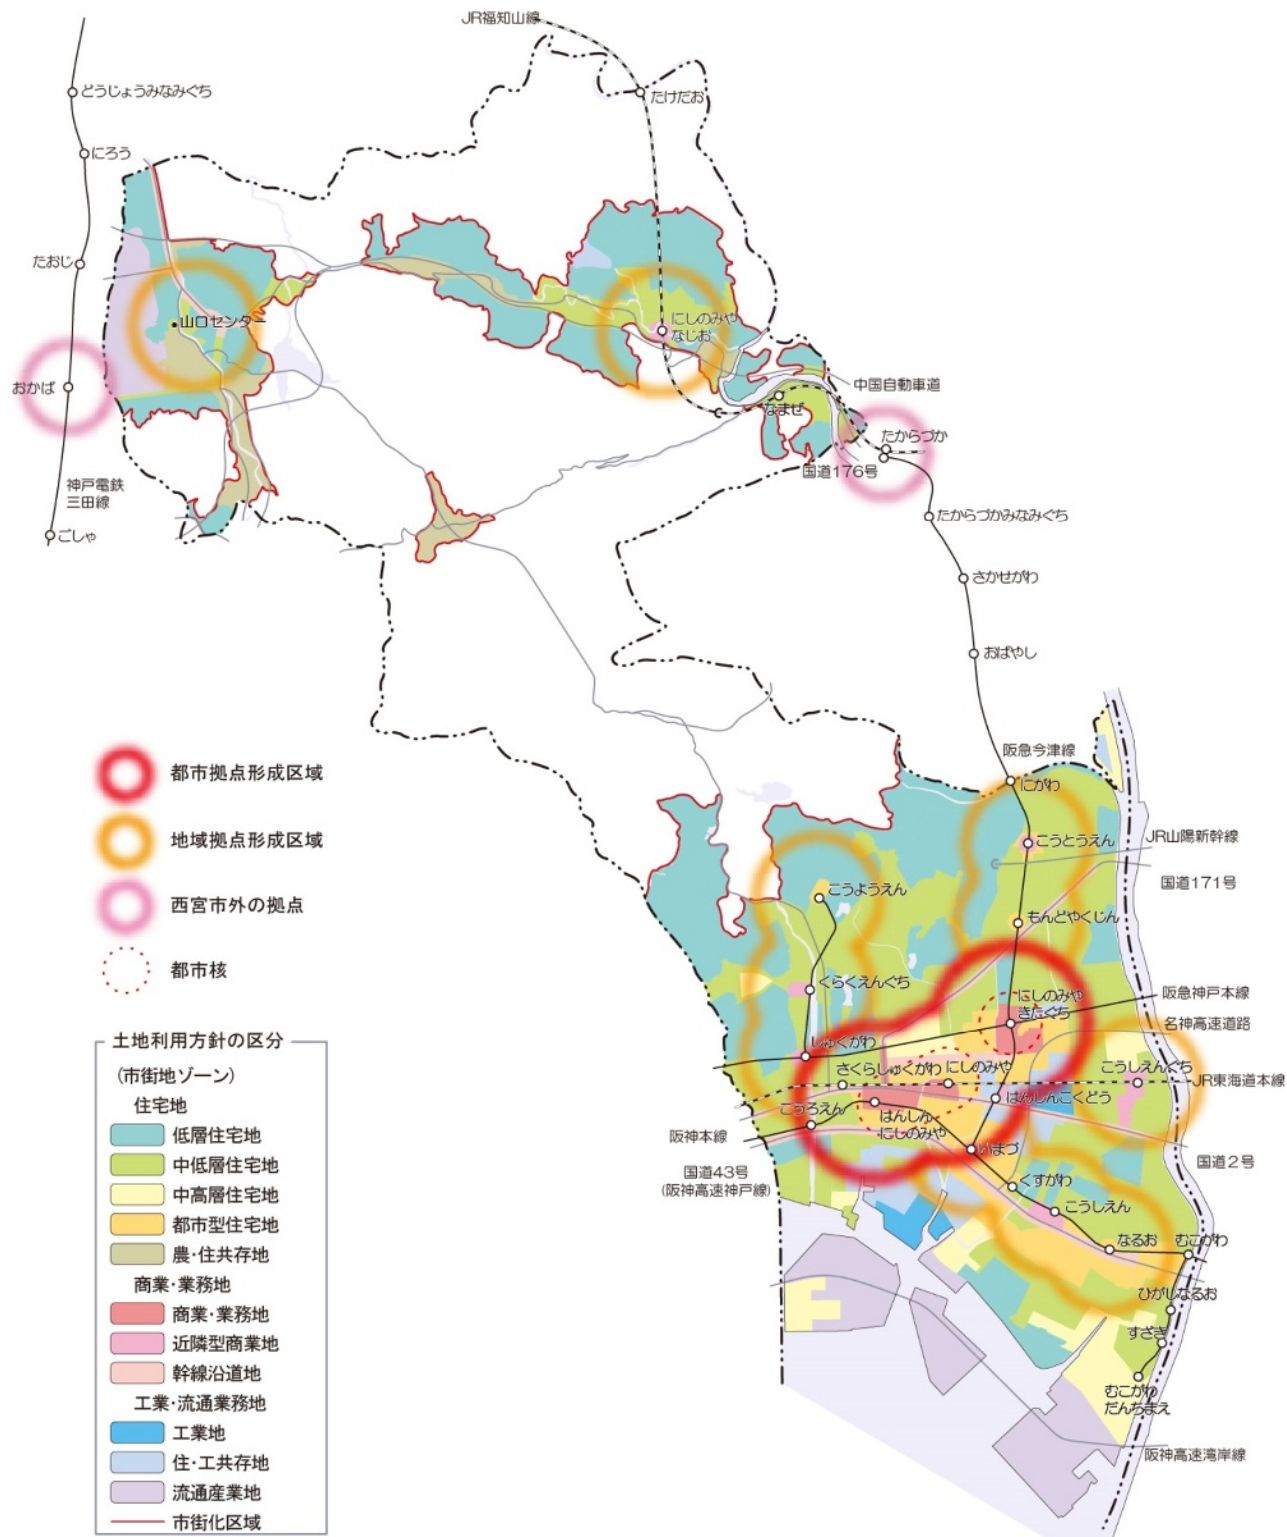 JR福知山線
どうじょうみなみぐち
たけだお
にろう
たおじ
山口センター
にしのみや
なじお
おかば
中国自動車道
なまぜ
たからづか
国道176号
神戸電鉄
三田線
ごしゃ
たからづかみなみぐち
さかせがわ
おばやし
阪急今津線
にがわ
都市拠点形成区域
地域拠点形成区域
西宮市外の拠点
都市核
こうとうえん
JR山陽新幹線
国道171号
こうようえん
もんどやくじん
くらくえんぐち
にしのみや
きたぐち
阪急神戸本線
名神高速道路
しゅくがわ
さくらしゅくがわ
にしのみや
こうしえんぐち
JR東海道本線
こうろえん
はんしん
にしのみや
はんしんこくどう
阪神本線
いまづ
国道2号
国道43号
(阪神高速神戸線)
くすがわ
こうしえん
なるお
むこがわ
ひがしなるお
すざき
むこがわ
だんちまえ
阪神高速湾岸線
土地利用方針の区分
(市街地ゾーン)
住宅地
低層住宅地
中低層住宅地
中高層住宅地
都市型住宅地
農・住共存地
商業・業務地
商業・業務地
近隣型商業地
幹線沿道地
工業・流通業務地
工業地
住・工共存地
流通産業地
市街化区域